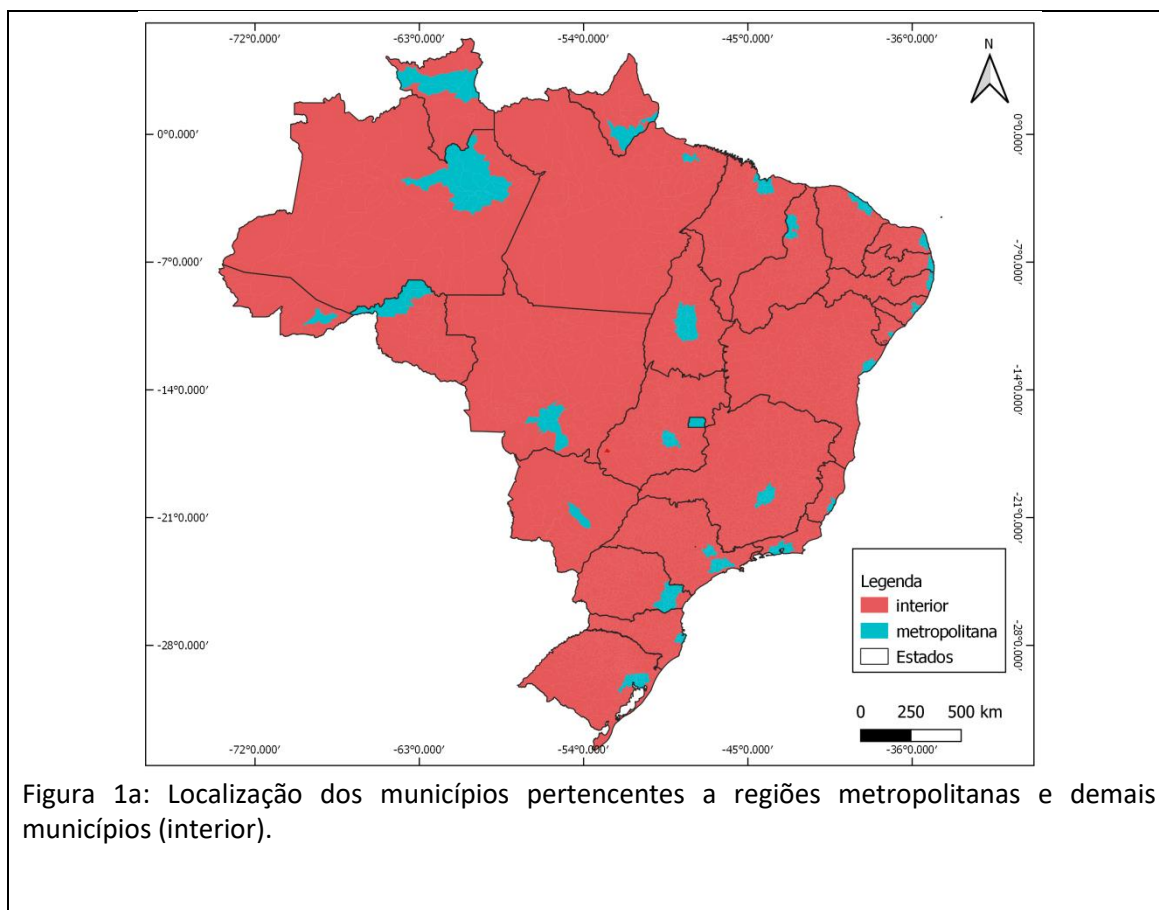 -72°0.000′ -63°0.000′ -54°0.000′ -45°0.000′ -36°0.000′
N
0°0.000′ 0°0.000′
-7°0.000′ -7°0.000′
-14°0.000′ -14°0.000′
-21°0.000′ -21°0.000′
Legenda
interior
metropolitana
-28°0.000′ -28°0.000′
Estados
0 250 500 km
-72°0.000′ -63°0.000′ -54°0.000′ -45°0.000′ -36°0.000′
Figura 1a: Localização dos municípios pertencentes a regiões metropolitanas e demais
municípios (interior).